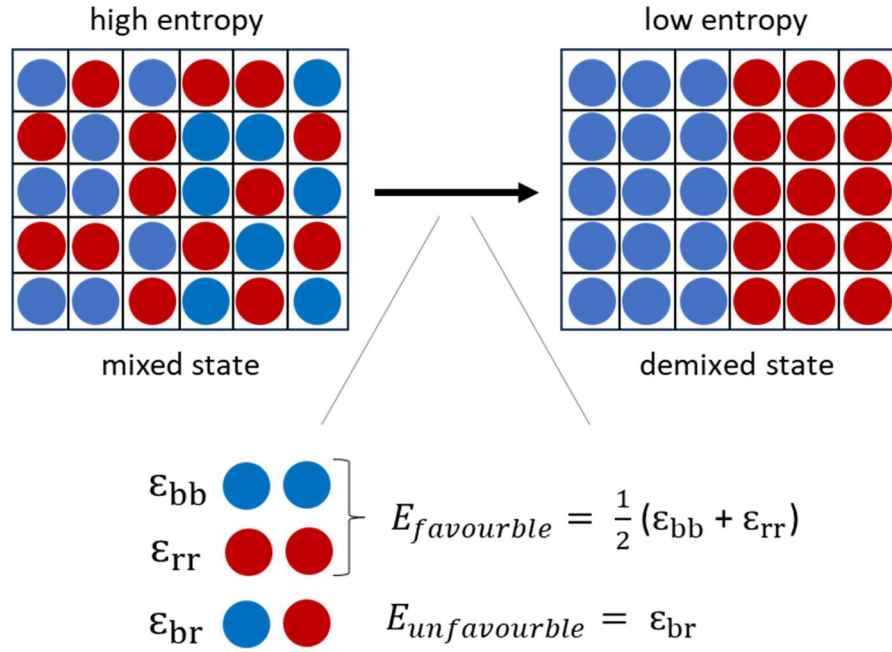 high entropy
low entropy
mixed state
demixed state
εbb
εrr
E_favourble = 1/2 (εbb + εrr)
εbr
E_unfavourble = εbr